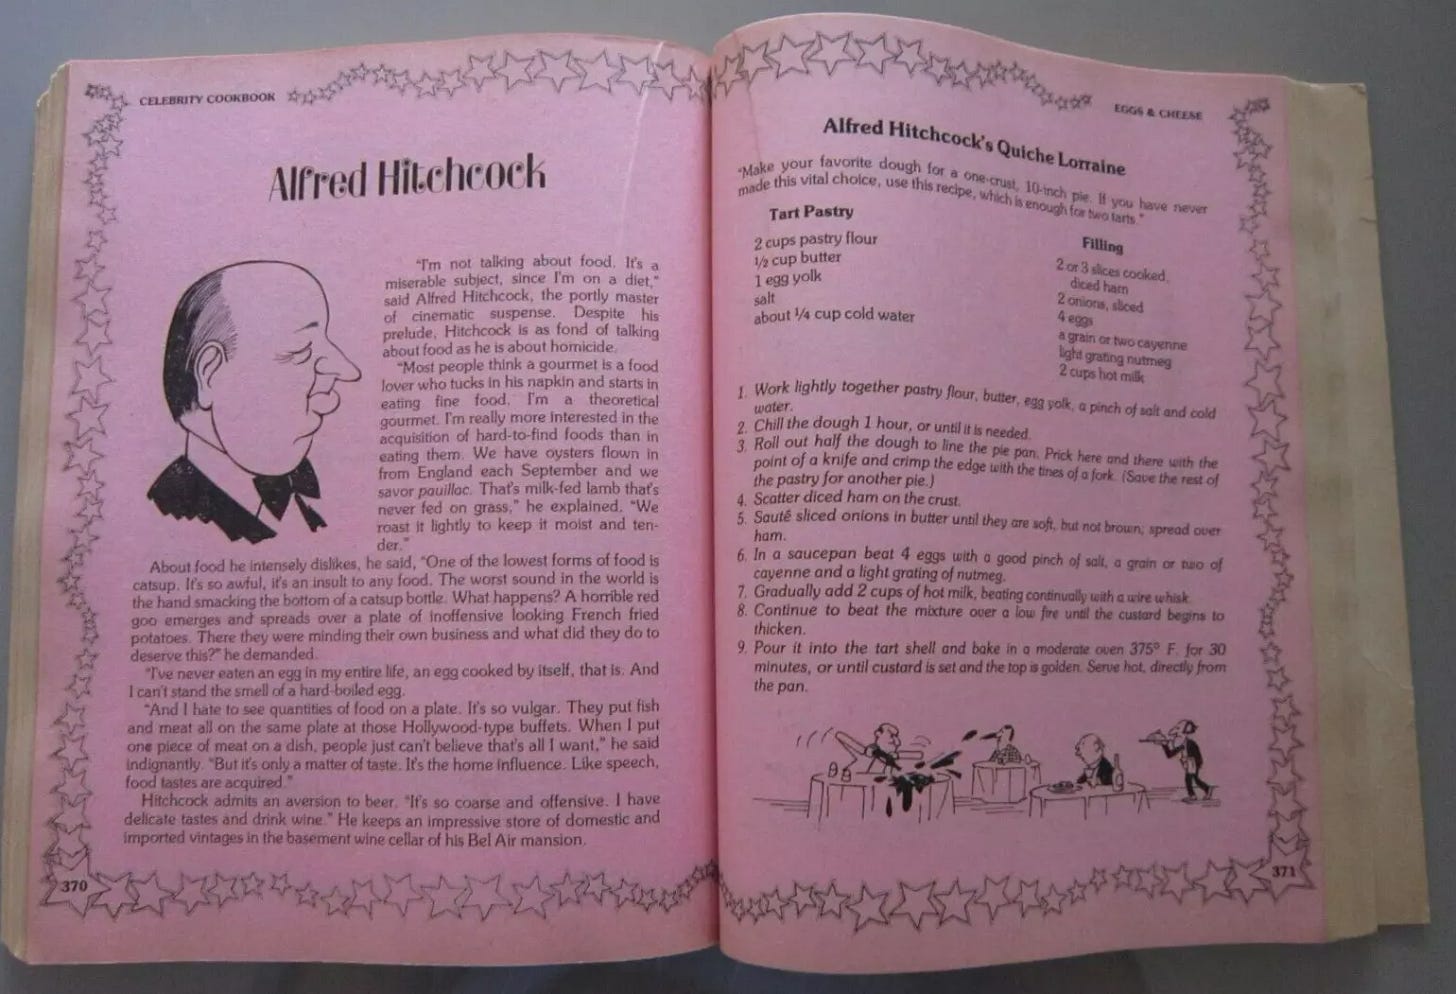 CELEBRITY COOKBOOK
Alfred Hitchcock
"I'm not talking about food. It's a
miserable subject, since I'm on a diet,"
said Alfred Hitchcock, the portly master
of cinematic suspense. Despite his
prelude, Hitchcock is as fond of talking
about food as he is about homicide.
"Most people think a gourmet is a food
lover who tucks in his napkin and starts in
eating fine food. I'm a theoretical
gourmet. I'm really more interested in the
acquisition of hard-to-find foods than in
eating them. We have oysters flown in
from England each September and we
savor pauillac. That's milk-fed lamb that's
never fed on grass," he explained. "We
roast it lightly to keep it moist and ten-
der."
About food he intensely dislikes, he said, "One of the lowest forms of food is
catsup. It's so awful, it's an insult to any food. The worst sound in the world is
the hand smacking the bottom of a catsup bottle. What happens? A horrible red
goo emerges and spreads over a plate of inoffensive looking French fried
potatoes. There they were minding their own business and what did they do to
deserve this?" he demanded.
"I've never eaten an egg in my entire life, an egg cooked by itself, that is. And
I can't stand the smell of a hard-boiled egg.
"And I hate to see quantities of food on a plate. It's so vulgar. They put fish
and meat all on the same plate at those Hollywood-type buffets. When I put
one piece of meat on a dish, people just can't believe that's all I want," he said
indignantly. "But it's only a matter of taste. It's the home influence. Like speech,
food tastes are acquired."
Hitchcock admits an aversion to beer. "It's so coarse and offensive. I have
delicate tastes and drink wine." He keeps an impressive store of domestic and
imported vintages in the basement wine cellar of his Bel Air mansion.
370
EGGS & CHEESE
Alfred Hitchcock's Quiche Lorraine
"Make your favorite dough for a one-crust, 10-inch pie. If you have never
made this vital choice, use this recipe, which is enough for two tarts."
Tart Pastry
2 cups pastry flour
1/2 cup butter
1 egg yolk
salt
about 1/4 cup cold water
Filling
2 or 3 slices cooked,
diced ham
2 onions, sliced
4 eggs
a grain or two cayenne
light grating nutmeg
2 cups hot milk
1. Work lightly together pastry flour, butter, egg yolk, a pinch of salt and cold
water.
2. Chill the dough 1 hour, or until it is needed.
3. Roll out half the dough to line the pie pan. Prick here and there with the
point of a knife and crimp the edge with the tines of a fork. (Save the rest of
the pastry for another pie.)
4. Scatter diced ham on the crust.
5. Sauté sliced onions in butter until they are soft, but not brown; spread over
ham.
6. In a saucepan beat 4 eggs with a good pinch of salt, a grain or two of
cayenne and a light grating of nutmeg.
7. Gradually add 2 cups of hot milk, beating continually with a wire whisk.
8. Continue to beat the mixture over a low fire until the custard begins to
thicken.
9. Pour it into the tart shell and bake in a moderate oven 375° F. for 30
minutes, or until custard is set and the top is golden. Serve hot, directly from
the pan.
371